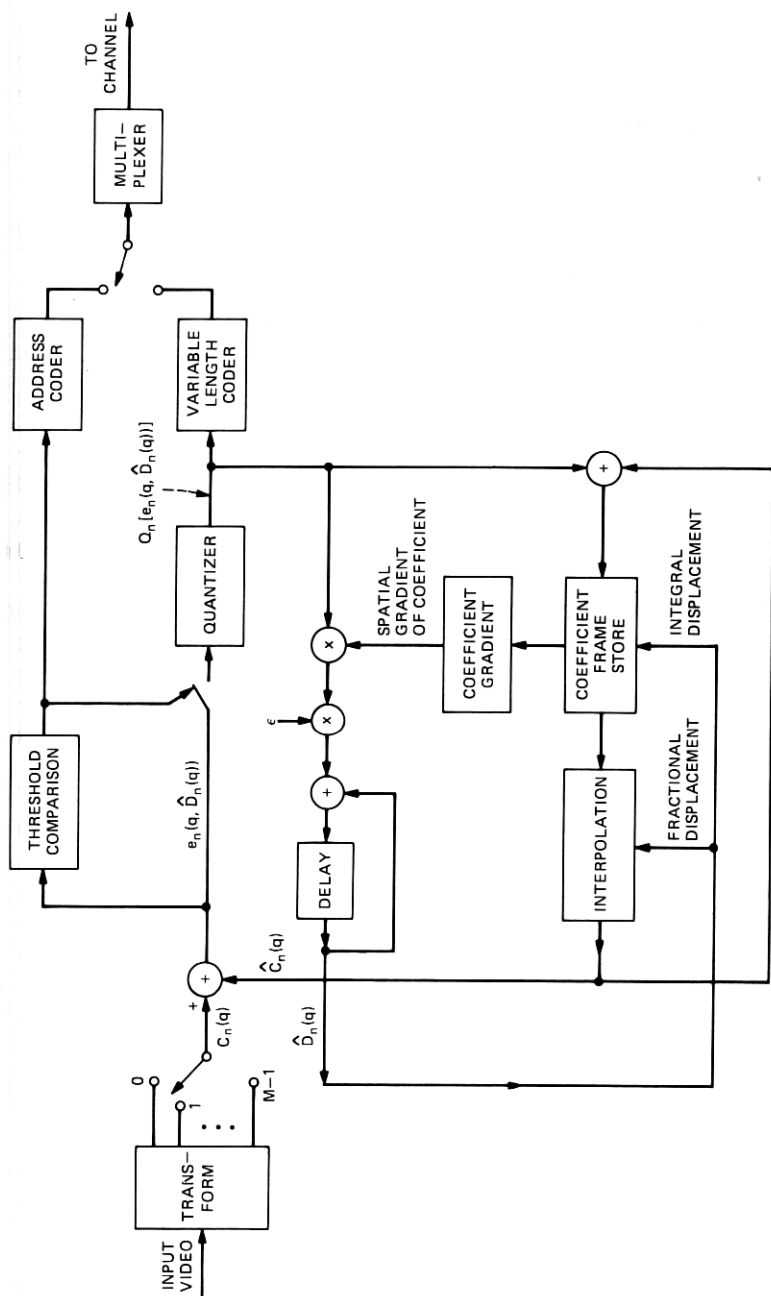 INPUT
VIDEO
TRANS–
FORM
0
1
• • •
M–1
C_n(q)
+
+
Ĉ_n(q)
THRESHOLD
COMPARISON
e_n(q, D̂_n(q))
QUANTIZER
Q_n [e_n(q, D̂_n(q))]
ADDRESS
CODER
VARIABLE
LENGTH
CODER
MULTI–
PLEXER
TO
CHANNEL
D̂_n(q)
DELAY
+
ϵ
×
×
SPATIAL
GRADIENT
OF COEFFICIENT
COEFFICIENT
GRADIENT
INTERPOLATION
FRACTIONAL
DISPLACEMENT
COEFFICIENT
FRAME
STORE
INTEGRAL
DISPLACEMENT
+